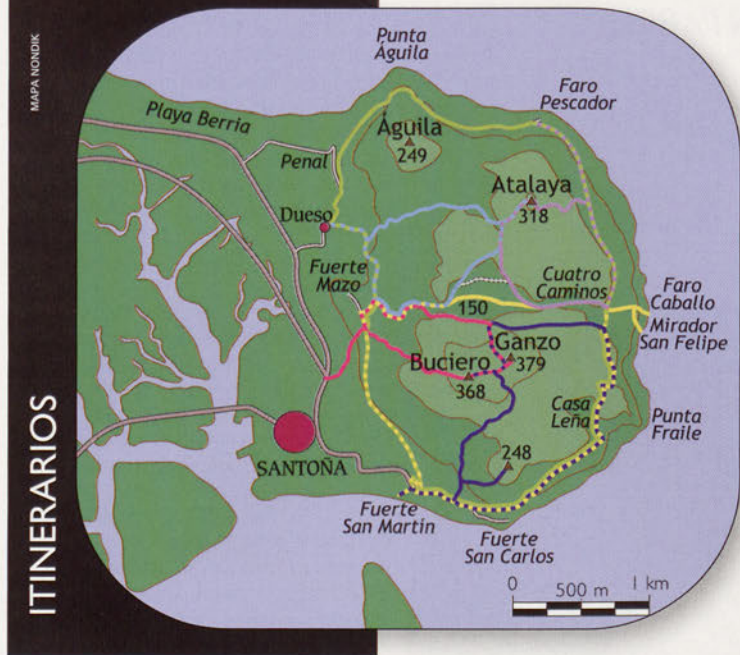 MAPA NONDIK
ITINERARIOS
Punta
Águila
Faro
Pescador
Playa Berria
Águila
249
Penal
Atalaya
318
Dueso
Fuerte
Mazo
Cuatro
Caminos
Faro
Caballo
150
Mirador
San Felipe
Ganzo
379
Buciero
368
Casa
Leña
Punta
Fraile
248
SANTOÑA
Fuerte
San Martín
Fuerte
San Carlos
0 500 m 1 km